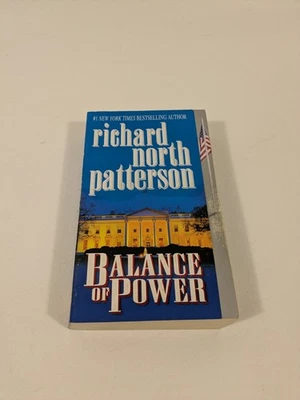 #1 NEW YORK TIMES BESTSELLING AUTHOR
richard
north
patterson
BALANCE
OF POWER